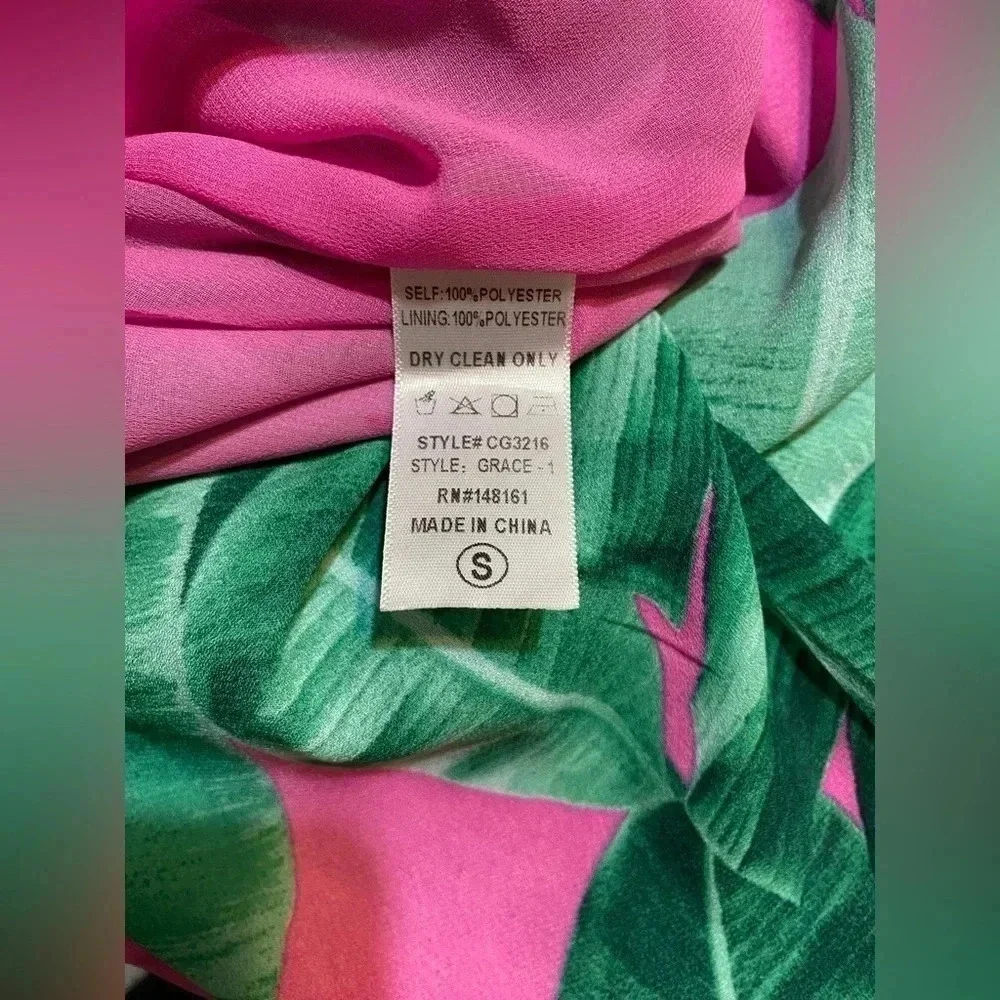 SELF:100%POLYESTER
LINING:100%POLYESTER
DRY CLEAN ONLY
STYLE# CG3216
STYLE: GRACE - 1
RN#148161
MADE IN CHINA
S